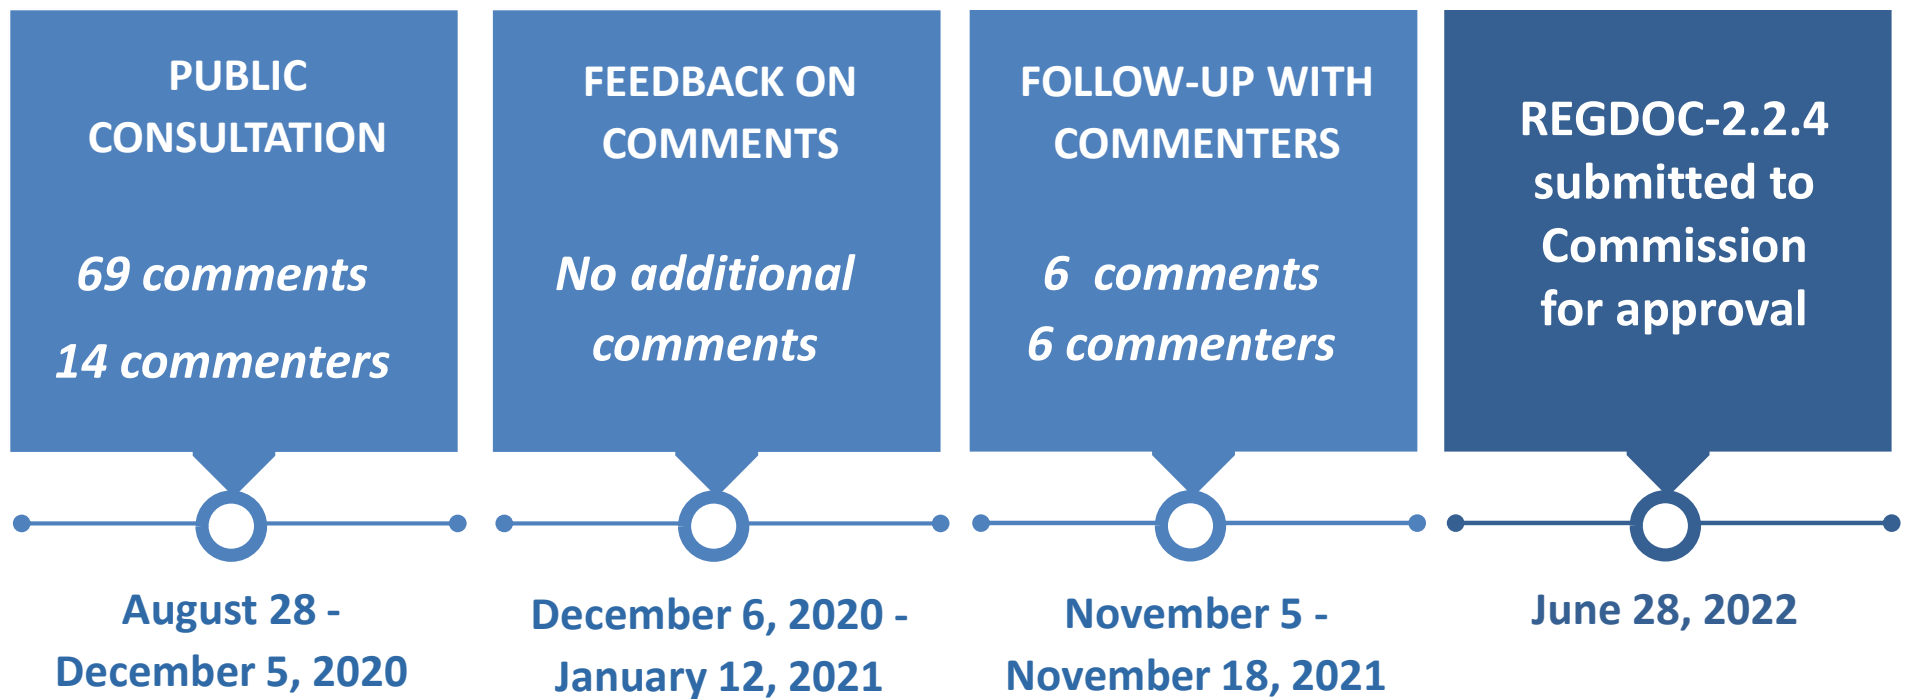 PUBLIC
CONSULTATION
69 comments
14 commenters
August 28 -
December 5, 2020
FEEDBACK ON
COMMENTS
No additional
comments
December 6, 2020 -
January 12, 2021
FOLLOW-UP WITH
COMMENTERS
6 comments
6 commenters
November 5 -
November 18, 2021
REGDOC-2.2.4
submitted to
Commission
for approval
June 28, 2022